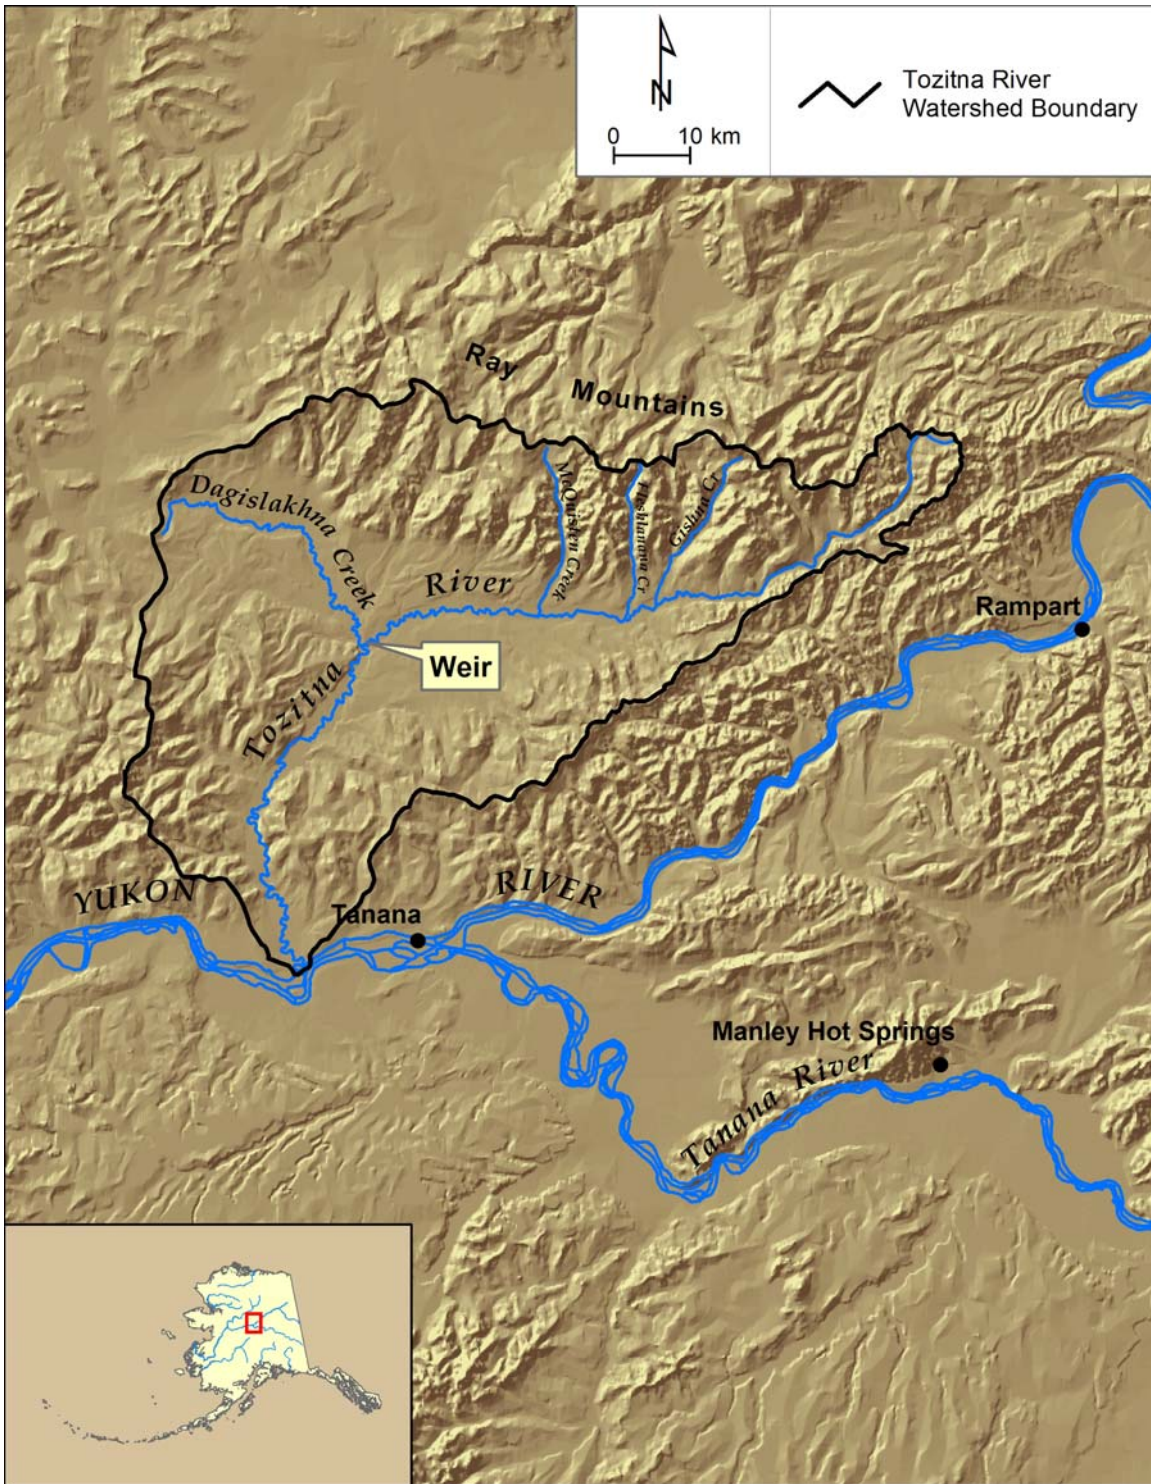 N
0 10 km
Tozitna River
Watershed Boundary
Ray
Mountains
Dagislakhna
Creek
McQuisten Creek
Gishna Cr
River
Rampart
Weir
Tozitna
YUKON
RIVER
Tanana
Manley Hot Springs
Tanana River